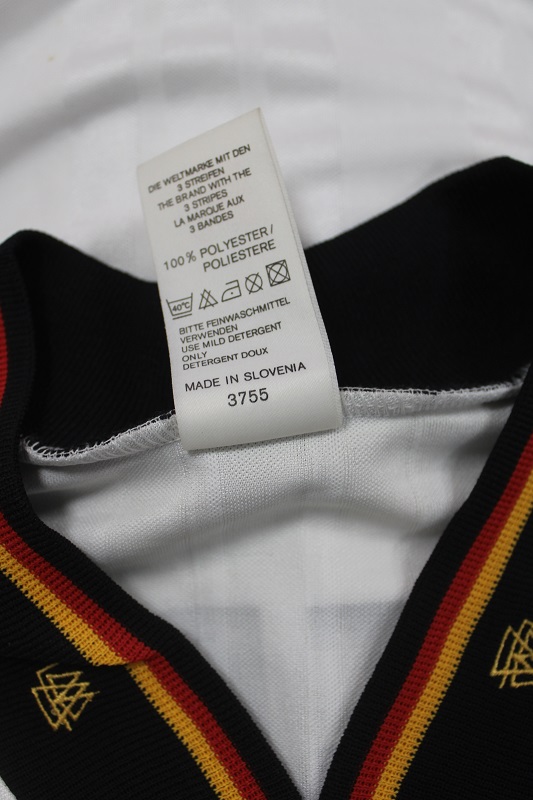 DIE WELTMARKE MIT DEN
3 STREIFEN
THE BRAND WITH THE
3 STRIPES
LA MARQUE AUX
3 BANDES
100% POLYESTER/
POLIESTERE
40°C
BITTE FEINWASCHMITTEL
VERWENDEN
USE MILD DETERGENT
ONLY
DETERGENT DOUX
MADE IN SLOVENIA
3755